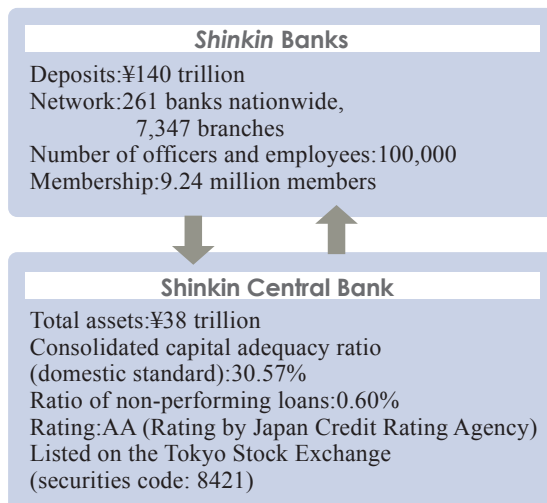 Shinkin Banks
Deposits:¥140 trillion
Network:261 banks nationwide,
7,347 branches
Number of officers and employees:100,000
Membership:9.24 million members
Shinkin Central Bank
Total assets:¥38 trillion
Consolidated capital adequacy ratio
(domestic standard):30.57%
Ratio of non-performing loans:0.60%
Rating:AA (Rating by Japan Credit Rating Agency)
Listed on the Tokyo Stock Exchange
(securities code: 8421)